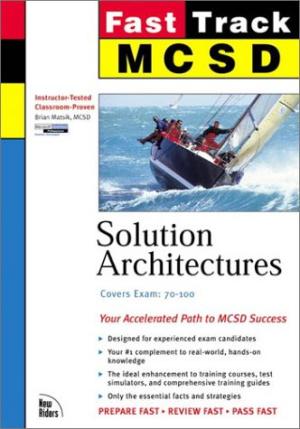 Fast Track
MCSD
Instructor-Tested
Classroom-Proven
Brian Matsik, MCSD
Solution
Architectures
Covers Exam: 70-100
Your Accelerated Path to MCSD Success
Designed for experienced exam candidates
Your #1 complement to real-world, hands-on
knowledge
The ideal enhancement to training courses, test
simulators, and comprehensive training guides
Only the essential facts and strategies
PREPARE FAST • REVIEW FAST • PASS FAST
New
Riders